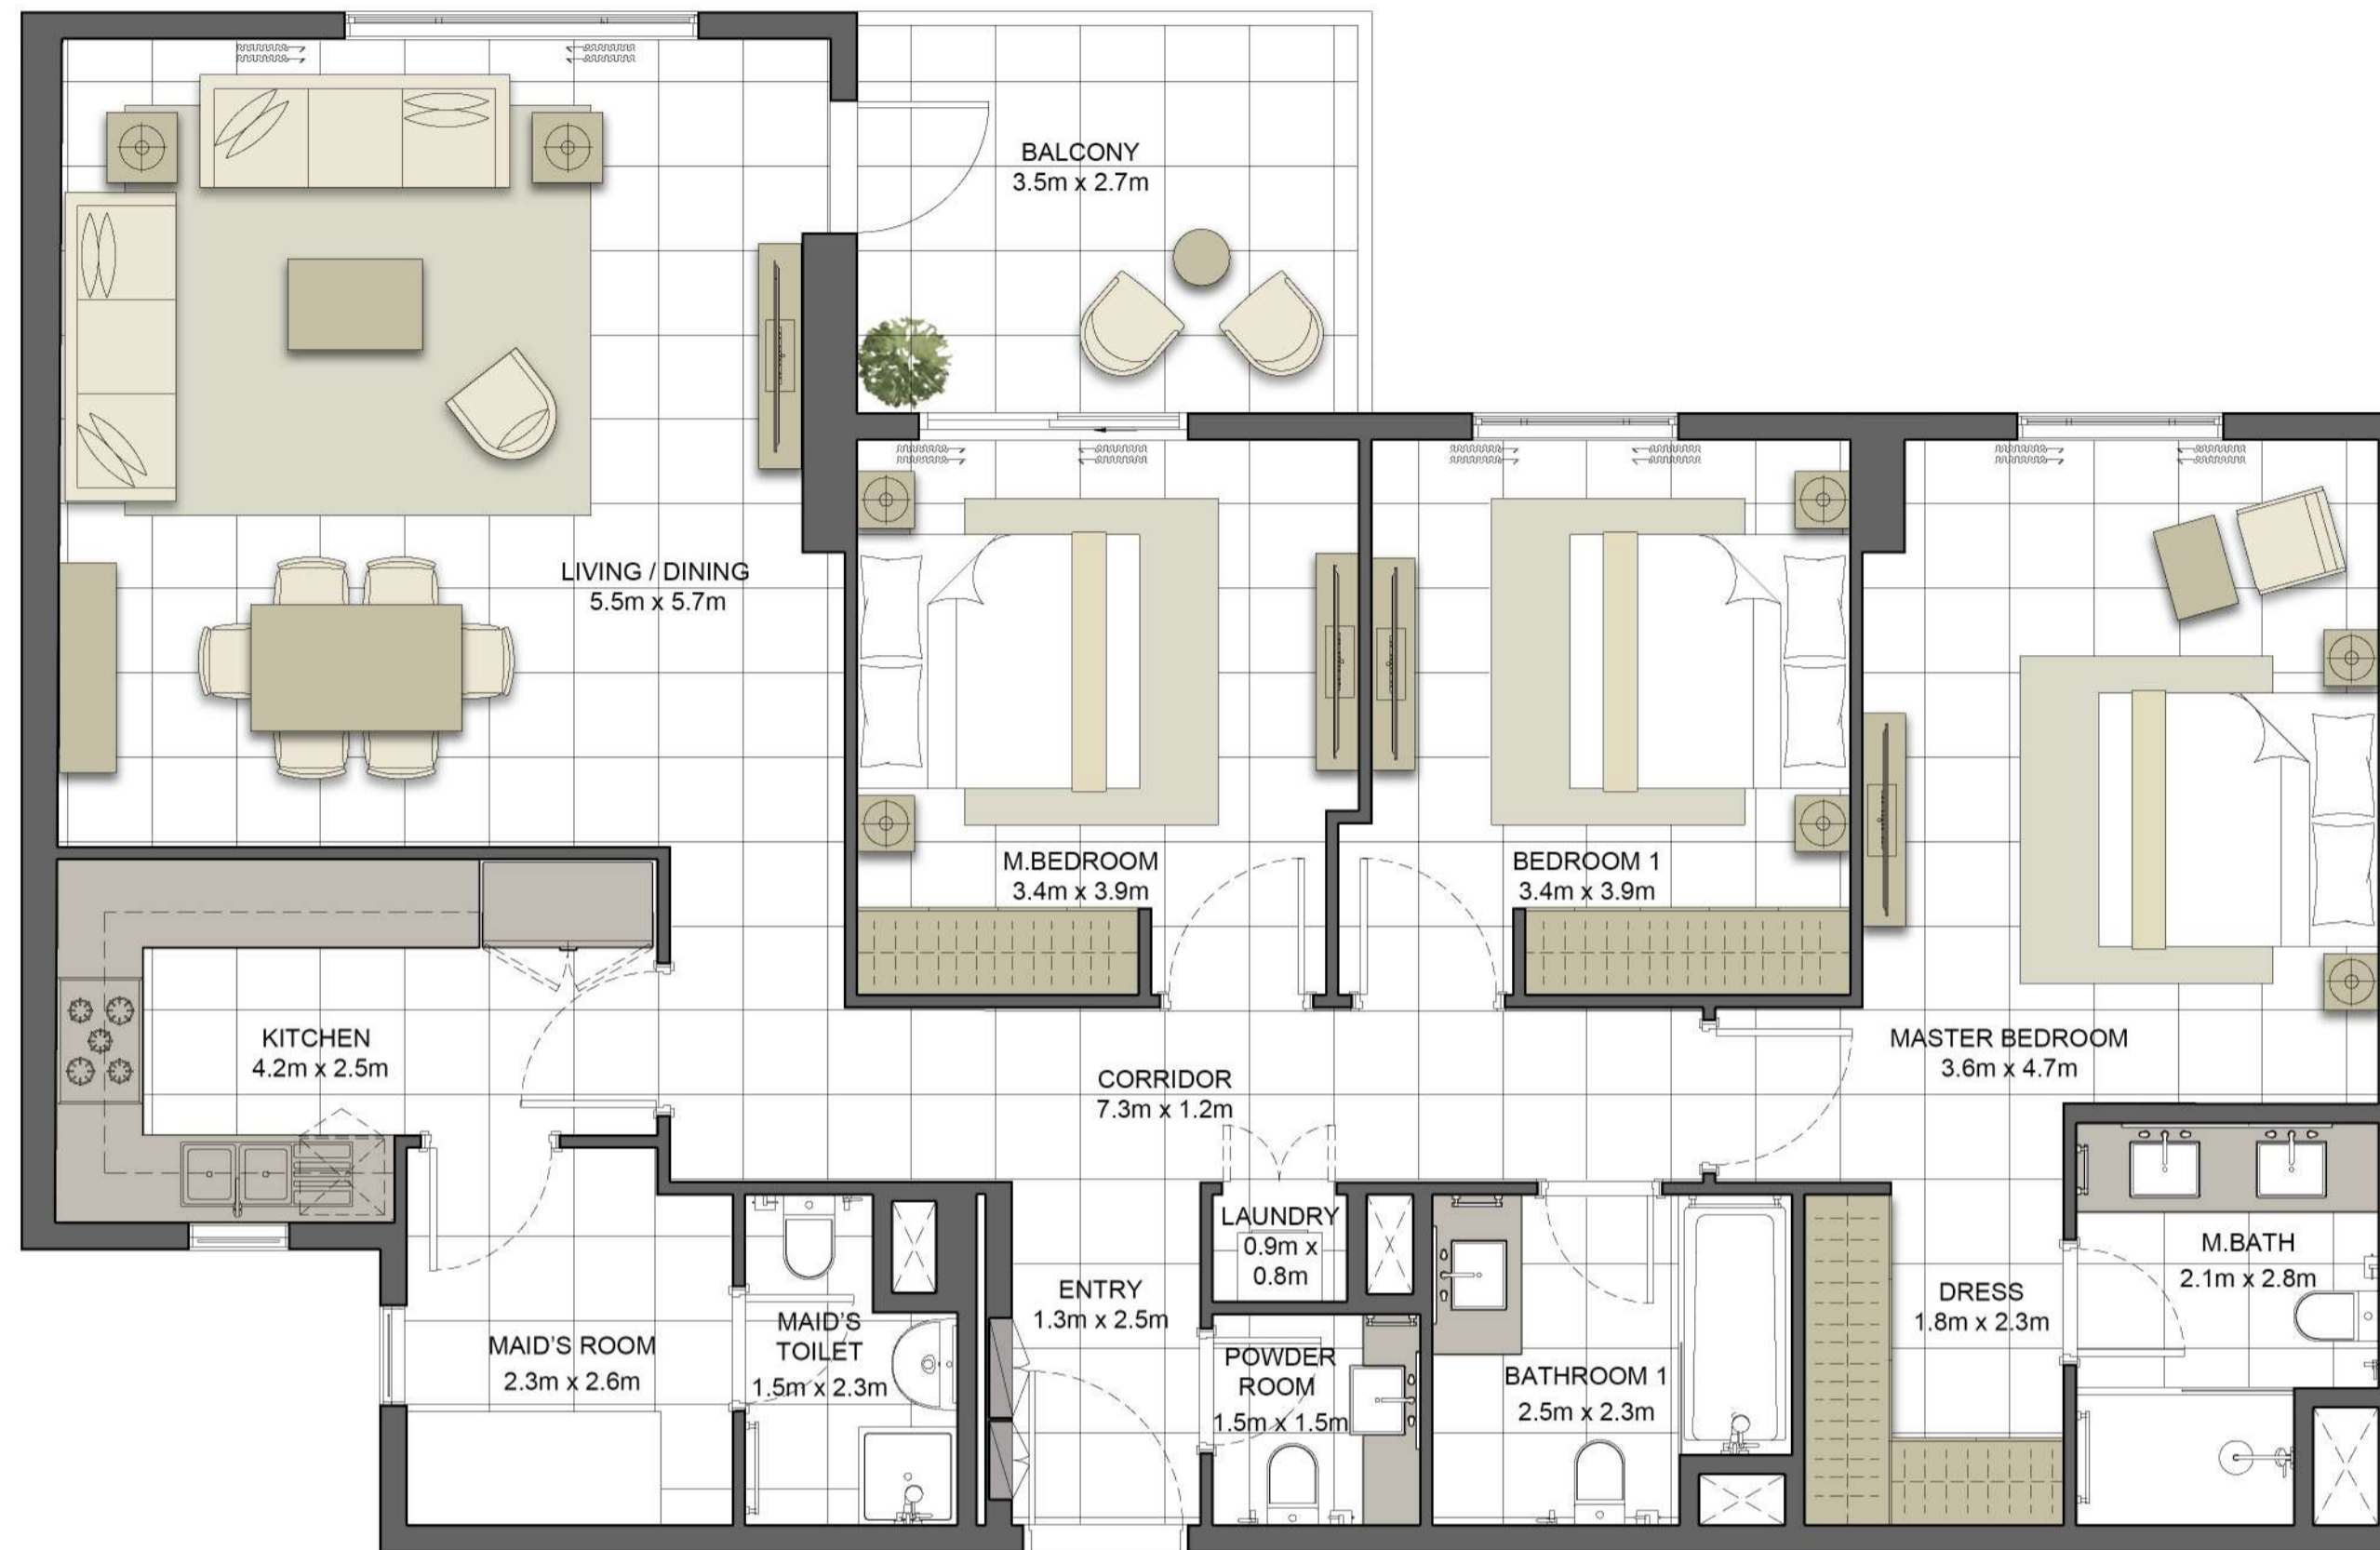 BALCONY
3.5m x 2.7m
LIVING / DINING
5.5m x 5.7m
M.BEDROOM
3.4m x 3.9m
BEDROOM 1
3.4m x 3.9m
KITCHEN
4.2m x 2.5m
MASTER BEDROOM
3.6m x 4.7m
CORRIDOR
7.3m x 1.2m
LAUNDRY
0.9m x
0.8m
M.BATH
2.1m x 2.8m
ENTRY
1.3m x 2.5m
DRESS
1.8m x 2.3m
MAID'S ROOM
2.3m x 2.6m
MAID'S
TOILET
1.5m x 2.3m
POWDER
ROOM
1.5m x 1.5m
BATHROOM 1
2.5m x 2.3m